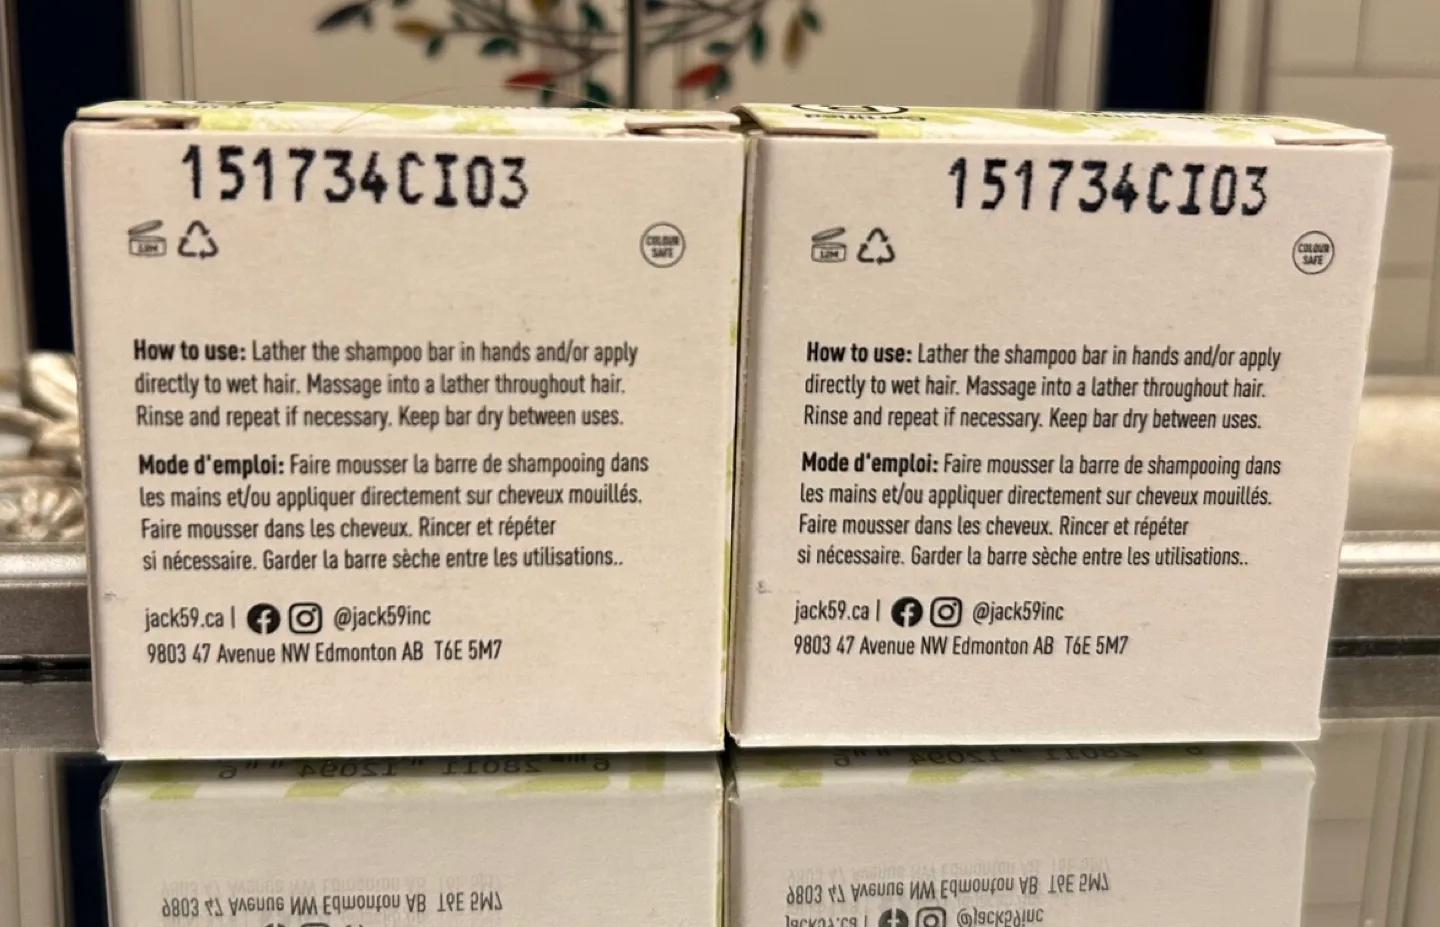 151734CI03
12M
COLOUR
SAFE
How to use: Lather the shampoo bar in hands and/or apply
directly to wet hair. Massage into a lather throughout hair.
Rinse and repeat if necessary. Keep bar dry between uses.
Mode d'emploi: Faire mousser la barre de shampooing dans
les mains et/ou appliquer directement sur cheveux mouillés.
Faire mousser dans les cheveux. Rincer et répéter
si nécessaire. Garder la barre sèche entre les utilisations..
jack59.ca | @jack59inc
9803 47 Avenue NW Edmonton AB T6E 5M7
151734CI03
12M
COLOUR
SAFE
How to use: Lather the shampoo bar in hands and/or apply
directly to wet hair. Massage into a lather throughout hair.
Rinse and repeat if necessary. Keep bar dry between uses.
Mode d'emploi: Faire mousser la barre de shampooing dans
les mains et/ou appliquer directement sur cheveux mouillés.
Faire mousser dans les cheveux. Rincer et répéter
si nécessaire. Garder la barre sèche entre les utilisations..
jack59.ca | @jack59inc
9803 47 Avenue NW Edmonton AB T6E 5M7